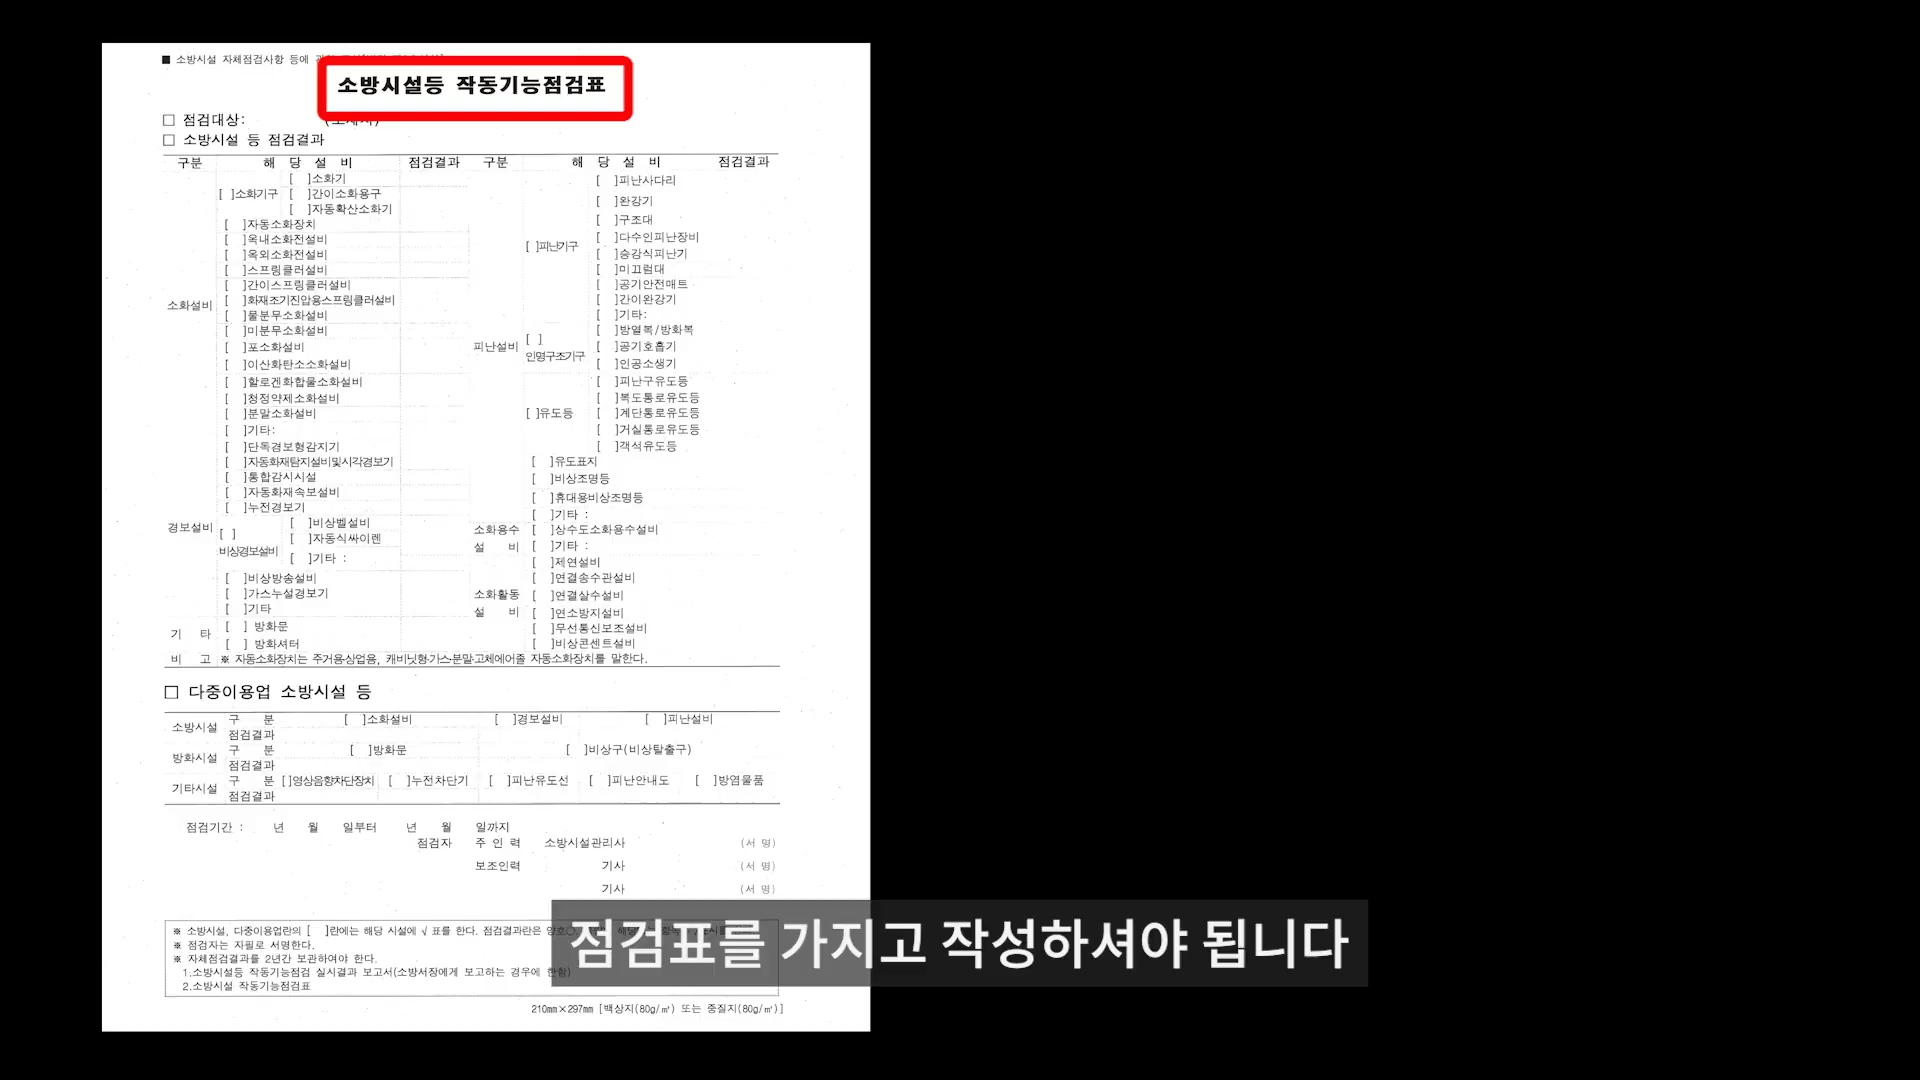 ■ 소방시설 자체점검사항 등에
소방시설등 작동기능점검표
□ 점검대상:
□ 소방시설 등 점검결과
구분 해 당 설 비 점검결과 구분 해 당 설 비 점검결과
소화설비
[ ]소화기구
[ ]소화기
[ ]간이소화용구
[ ]자동확산소화기
[ ]자동소화장치
[ ]옥내소화전설비
[ ]옥외소화전설비
[ ]스프링클러설비
[ ]간이스프링클러설비
[ ]화재조기진압용스프링클러설비
[ ]물분무소화설비
[ ]미분무소화설비
[ ]포소화설비
[ ]이산화탄소소화설비
[ ]할로겐화합물소화설비
[ ]청정약제소화설비
[ ]분말소화설비
[ ]기타:
경보설비
[ ]단독경보형감지기
[ ]자동화재탐지설비및시각경보기
[ ]통합감시시설
[ ]자동화재속보설비
[ ]누전경보기
[ ]
비상경보설비
[ ]비상벨설비
[ ]자동식싸이렌
[ ]기타 :
[ ]비상방송설비
[ ]가스누설경보기
[ ]기타
기 타
[ ] 방화문
[ ] 방화셔터
피난설비
[ ]피난기구
[ ]피난사다리
[ ]완강기
[ ]구조대
[ ]다수인피난장비
[ ]승강식피난기
[ ]미끄럼대
[ ]공기안전매트
[ ]간이완강기
[ ]기타:
[ ]
인명구조기구
[ ]방열복/방화복
[ ]공기호흡기
[ ]인공소생기
[ ]유도등
[ ]피난구유도등
[ ]복도통로유도등
[ ]계단통로유도등
[ ]거실통로유도등
[ ]객석유도등
[ ]유도표지
[ ]비상조명등
[ ]휴대용비상조명등
[ ]기타 :
소화용수
설 비
[ ]상수도소화용수설비
[ ]기타 :
소화활동
설 비
[ ]제연설비
[ ]연결송수관설비
[ ]연결살수설비
[ ]연소방지설비
[ ]무선통신보조설비
[ ]비상콘센트설비
비 고 ※ 자동소화장치는 주거용·상업용, 캐비닛형·가스·분말·고체에어졸 자동소화장치를 말한다.
□ 다중이용업 소방시설 등
소방시설 구 분 [ ]소화설비 [ ]경보설비 [ ]피난설비
점검결과
방화시설 구 분 [ ]방화문 [ ]비상구(비상탈출구)
점검결과
기타시설 구 분 [ ]영상음향차단장치 [ ]누전차단기 [ ]피난유도선 [ ]피난안내도 [ ]방염물품
점검결과
점검기간 : 년 월 일부터 년 월 일까지
점검자 주 인 력 소방시설관리사 (서 명)
보조인력 기사 (서 명)
기사 (서 명)
※ 소방시설, 다중이용업란의 [ ]란에는 해당 시설에 √ 표를 한다. 점검결과란은
※ 점검자는 자필로 서명한다.
※ 자체점검결과를 2년간 보관하여야 한다.
1.소방시설등 작동기능점검 실시결과 보고서(소방서장에게 보고하는 경우에 한함)
2.소방시설 작동기능점검표
210㎜×297㎜ [백상지(80g/㎡) 또는 중질지(80g/㎡)]
점검표를 가지고 작성하셔야 됩니다